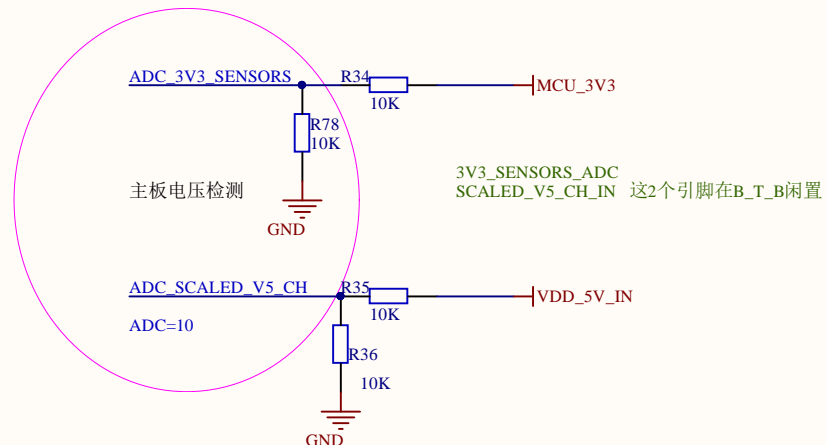 ADC_3V3_SENSORS
R34
10K
MCU_3V3
R78
10K
主板电压检测
GND
3V3_SENSORS_ADC
SCALED_V5_CH_IN 这2个引脚在B_T_B闲置
ADC_SCALED_V5_CH
R35
10K
VDD_5V_IN
ADC=10
R36
10K
GND